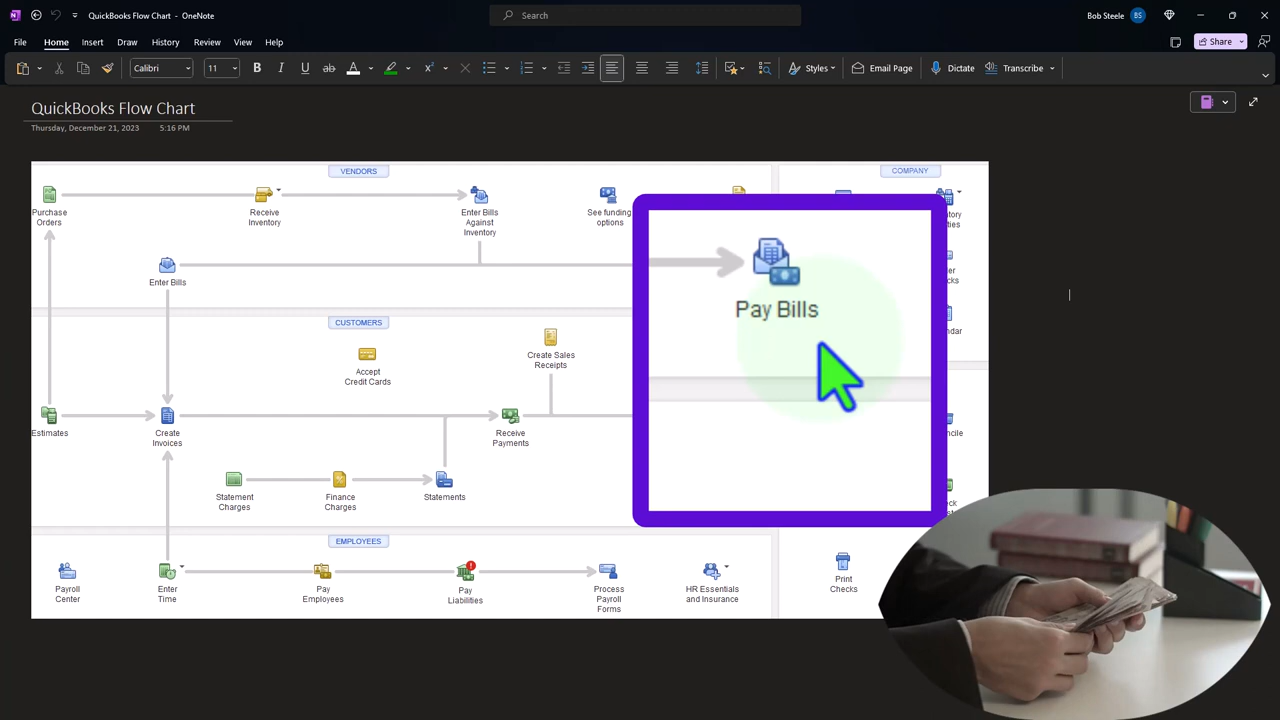 QuickBooks Flow Chart - OneNote
Search
Bob Steele
BS
File
Home
Insert
Draw
History
Review
View
Help
Share
Calibri
11
B
I
U
ab
A
Styles
Email Page
Dictate
Transcribe
QuickBooks Flow Chart
Thursday, December 21, 2023
5:16 PM
VENDORS
COMPANY
Purchase
Orders
Receive
Inventory
Enter Bills
Against
Inventory
See funding
options
Enter Bills
Pay Bills
CUSTOMERS
Accept
Credit Cards
Create Sales
Receipts
Estimates
Create
Invoices
Receive
Payments
Statement
Charges
Finance
Charges
Statements
EMPLOYEES
Payroll
Center
Enter
Time
Pay
Employees
Pay
Liabilities
Process
Payroll
Forms
HR Essentials
and Insurance
Print
Checks